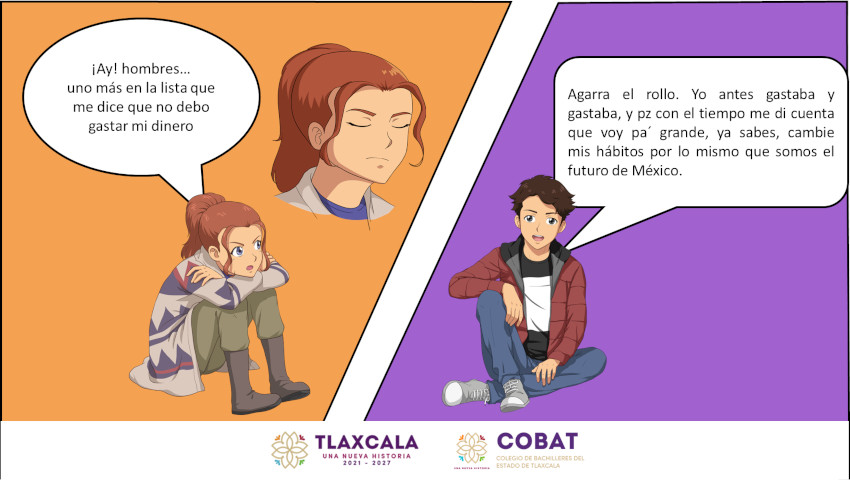 ¡Ay! hombres...
uno más en la lista que
me dice que no debo
gastar mi dinero
Agarra el rollo. Yo antes gastaba y
gastaba, y pz con el tiempo me di cuenta
que voy pa´ grande, ya sabes, cambie
mis hábitos por lo mismo que somos el
futuro de México.
TLAXCALA
UNA NUEVA HISTORIA
2021 - 2027
UNA NUEVA HISTORIA
COBAT
COLEGIO DE BACHILLERES DEL
ESTADO DE TLAXCALA